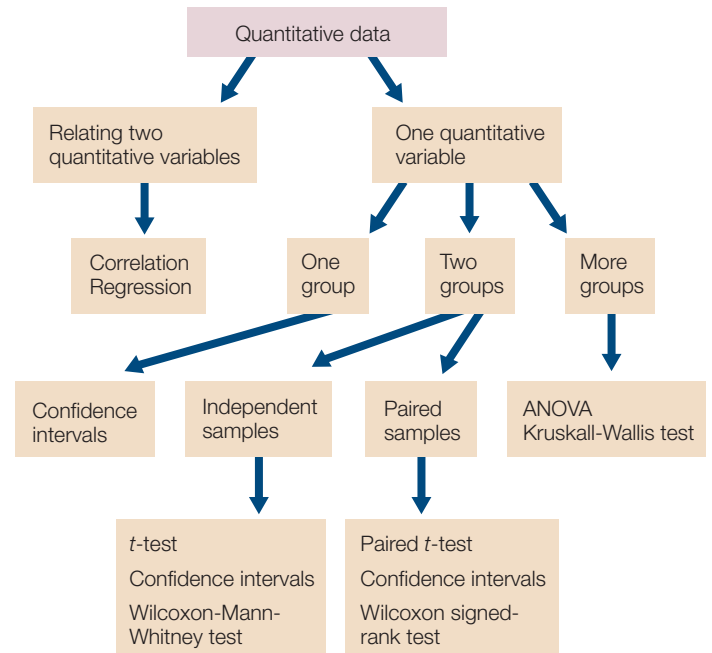 Quantitative data
Relating two
quantitative variables
One quantitative
variable
Correlation
Regression
One
group
Two
groups
More
groups
Confidence
intervals
Independent
samples
Paired
samples
ANOVA
Kruskall-Wallis test
t-test
Confidence intervals
Wilcoxon-Mann-
Whitney test
Paired t-test
Confidence intervals
Wilcoxon signed-
rank test